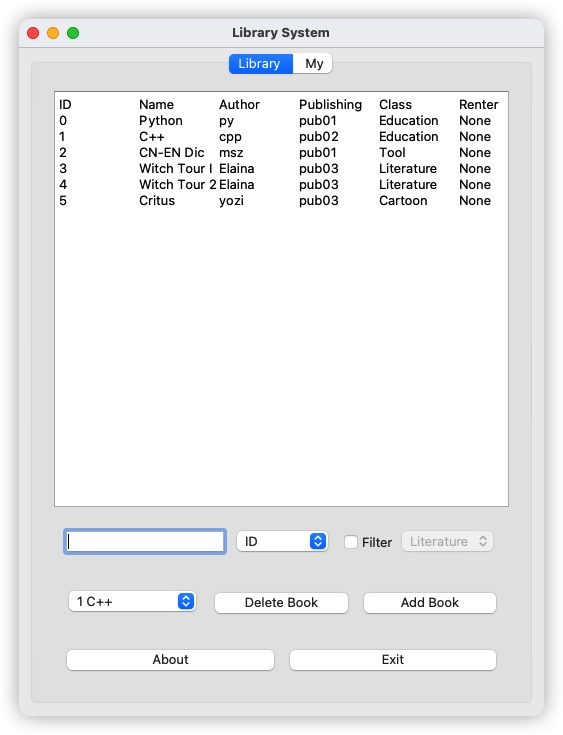 Library System
Library My
ID Name Author Publishing Class Renter
0 Python py pub01 Education None
1 C++ cpp pub02 Education None
2 CN-EN Dic msz pub01 Tool None
3 Witch Tour I Elaina pub03 Literature None
4 Witch Tour 2 Elaina pub03 Literature None
5 Critus yozi pub03 Cartoon None
ID Filter Literature
1 C++ Delete Book Add Book
About Exit